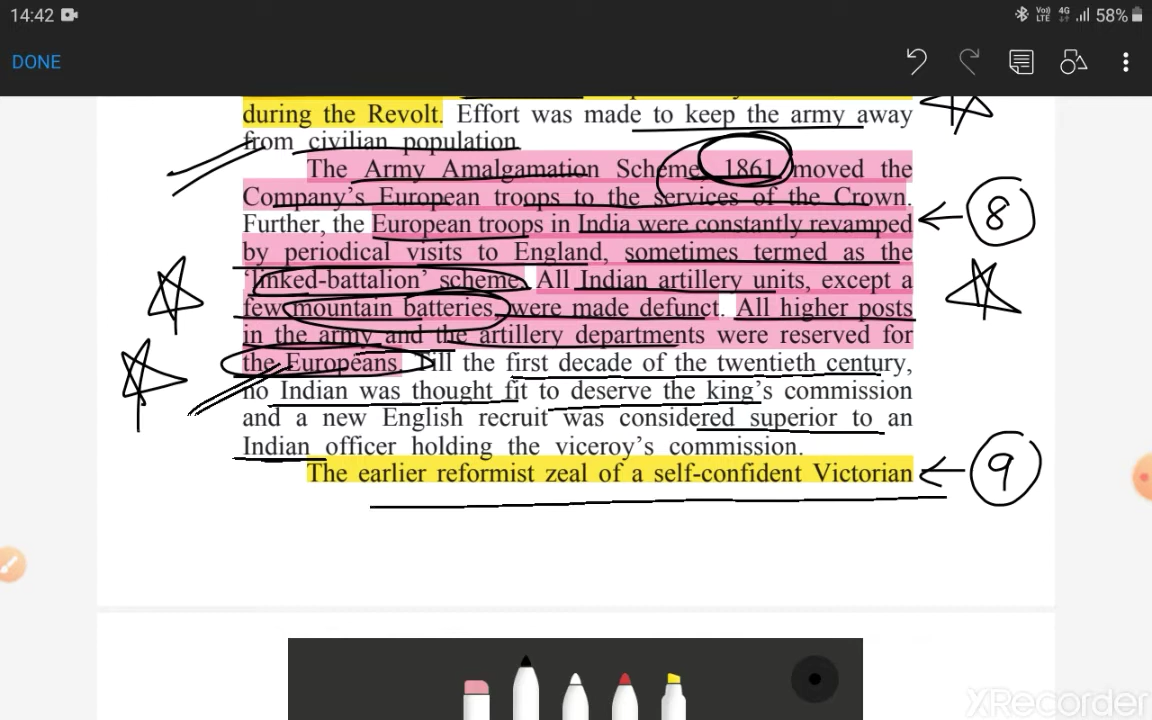 14:42 Vo) LTE 4G 58%
DONE
during the Revolt. Effort was made to keep the army away
from civilian population.
The Army Amalgamation Scheme, 1861 moved the
Company's European troops to the services of the Crown.
Further, the European troops in India were constantly revamped
by periodical visits to England, sometimes termed as the
'linked-battalion' scheme. All Indian artillery units, except a
few mountain batteries, were made defunct. All higher posts
in the army and the artillery departments were reserved for
the Europeans. Till the first decade of the twentieth century,
no Indian was thought fit to deserve the king's commission
and a new English recruit was considered superior to an
Indian officer holding the viceroy's commission.
The earlier reformist zeal of a self-confident Victorian
8
9
XRecorder